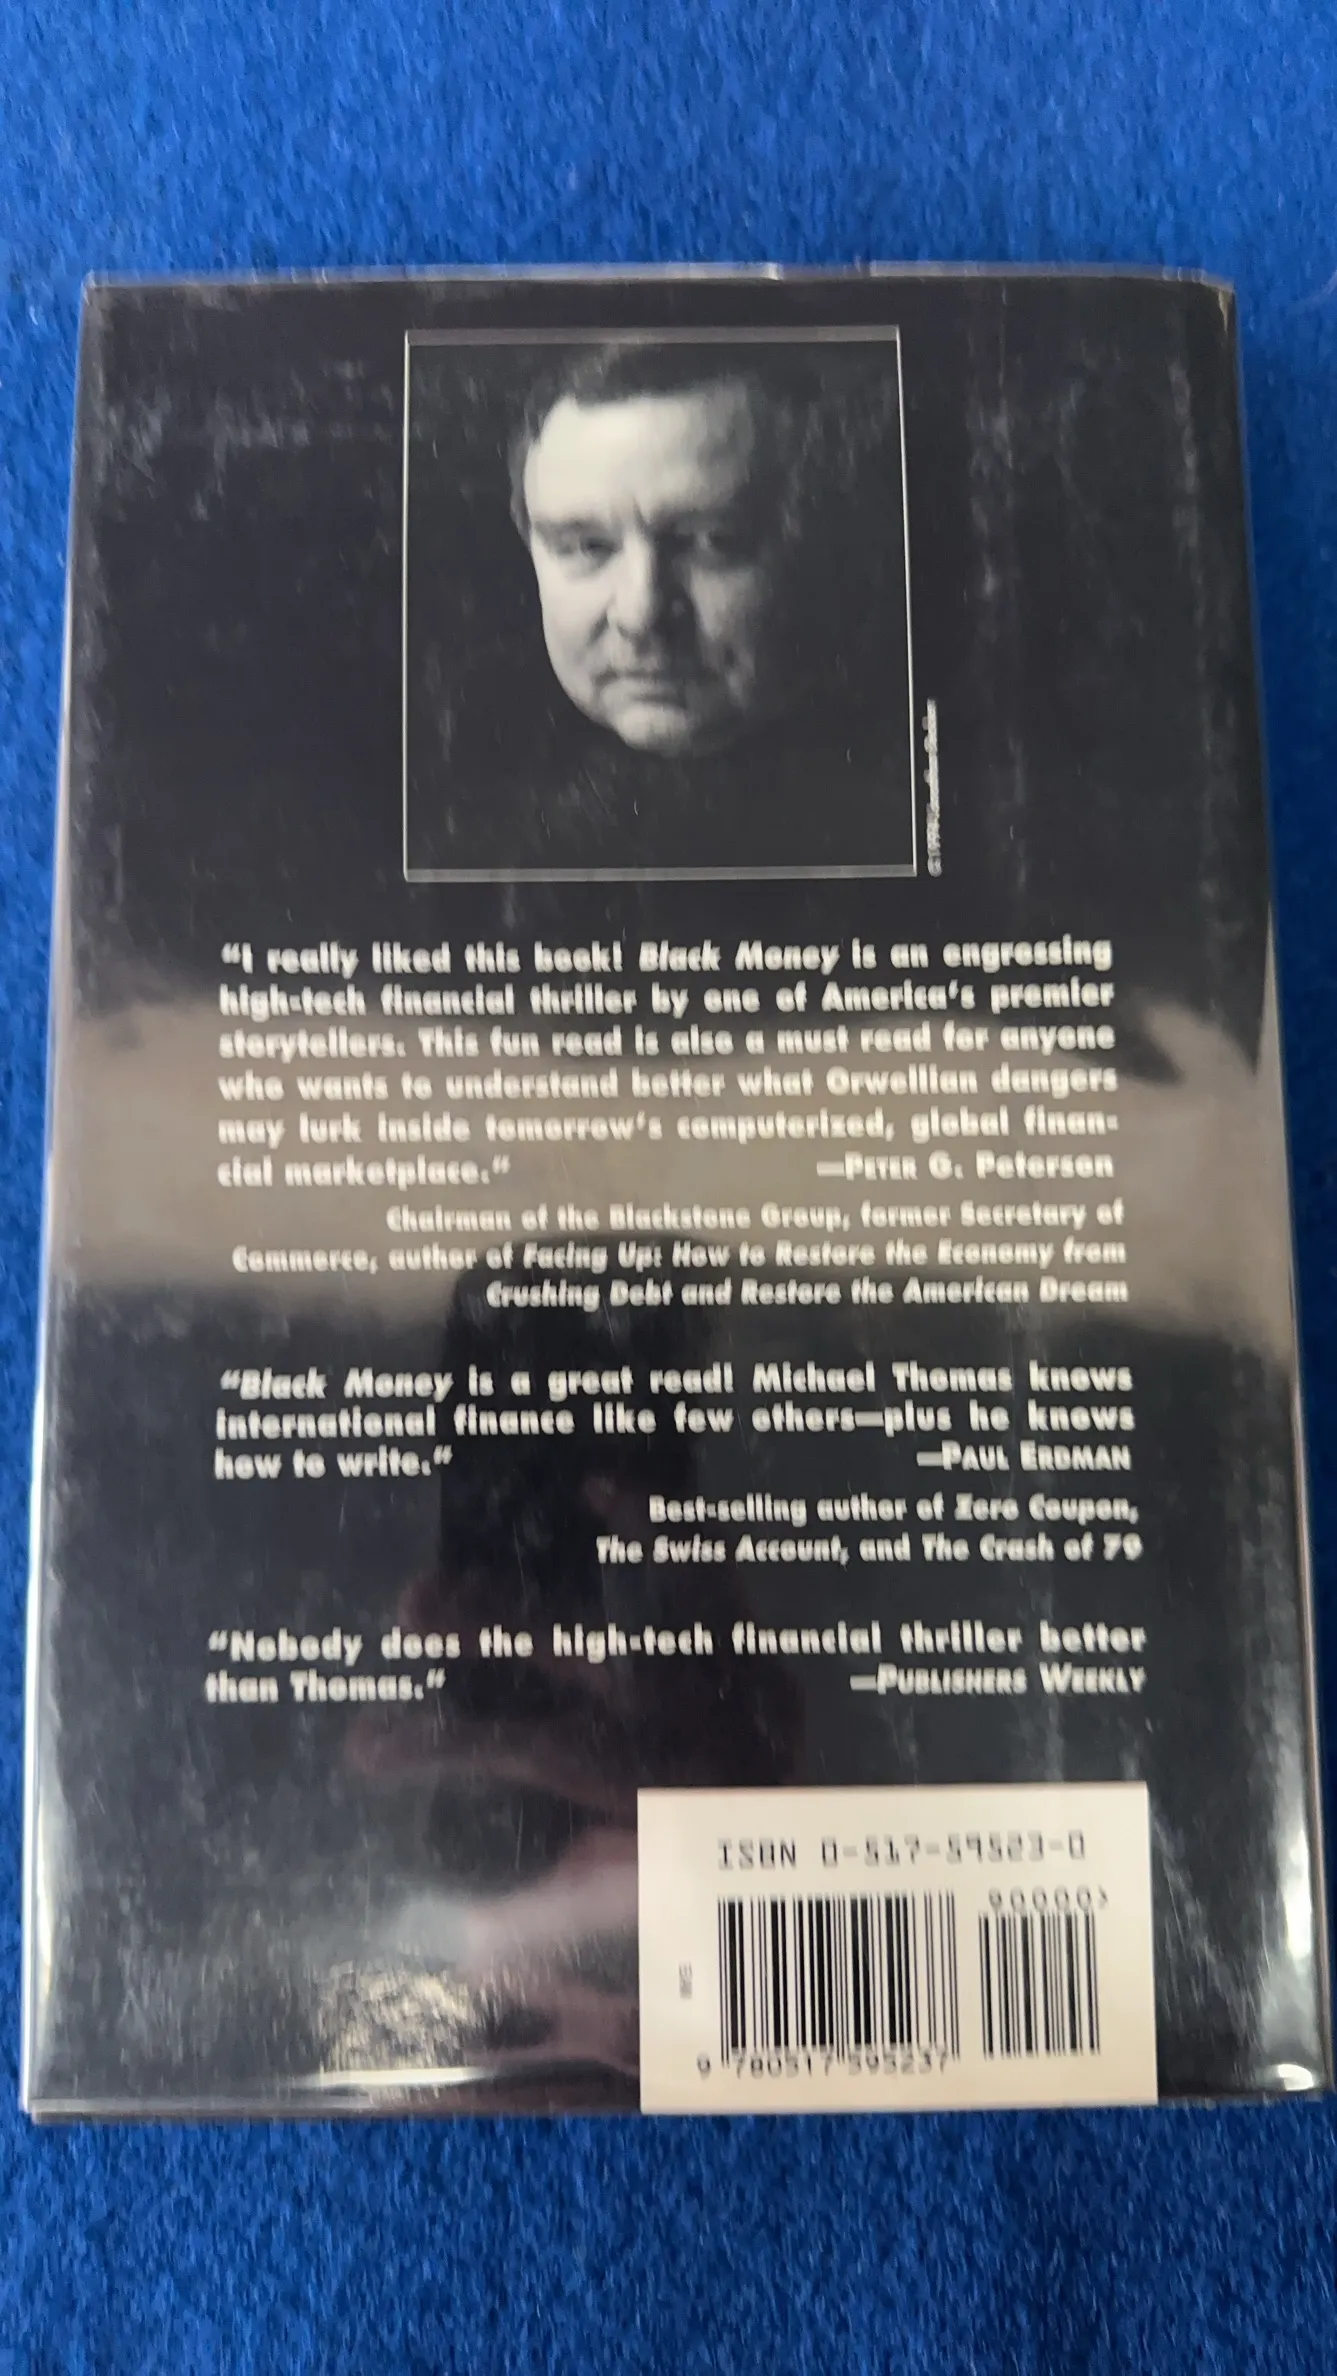 "I really liked this book! Black Money is an engrossing
high-tech financial thriller by one of America's premier
storytellers. This fun read is also a must read for anyone
who wants to understand better what Orwellian dangers
may lurk inside tomorrow's computerized, global finan-
cial marketplace." —PETER G. Peterson
Chairman of the Blackstone Group, former Secretary of
Commerce, author of Facing Up: How to Restore the Economy from
Crushing Debt and Restore the American Dream
"Black Money is a great read! Michael Thomas knows
international finance like few others—plus he knows
how to write." —PAUL ERDMAN
Best-selling author of Zero Coupon,
The Swiss Account, and The Crash of 79
"Nobody does the high-tech financial thriller better
than Thomas." —PUBLISHERS WEEKLY
ISBN 0-517-59523-0
90000>
9 780517 595237